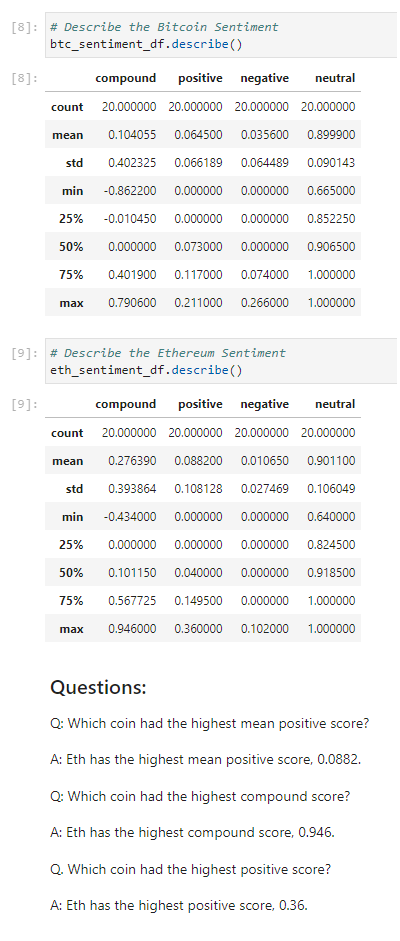 [8]: # Describe the Bitcoin Sentiment
btc_sentiment_df.describe()
[8]: compound positive negative neutral
count 20.000000 20.000000 20.000000 20.000000
mean 0.104055 0.064500 0.035600 0.899900
std 0.402325 0.066189 0.064489 0.090143
min -0.862200 0.000000 0.000000 0.665000
25% -0.010450 0.000000 0.000000 0.852250
50% 0.000000 0.073000 0.000000 0.906500
75% 0.401900 0.117000 0.074000 1.000000
max 0.790600 0.211000 0.266000 1.000000
[9]: # Describe the Ethereum Sentiment
eth_sentiment_df.describe()
[9]: compound positive negative neutral
count 20.000000 20.000000 20.000000 20.000000
mean 0.276390 0.088200 0.010650 0.901100
std 0.393864 0.108128 0.027469 0.106049
min -0.434000 0.000000 0.000000 0.640000
25% 0.000000 0.000000 0.000000 0.824500
50% 0.101150 0.040000 0.000000 0.918500
75% 0.567725 0.149500 0.000000 1.000000
max 0.946000 0.360000 0.102000 1.000000
Questions:
Q: Which coin had the highest mean positive score?
A: Eth has the highest mean positive score, 0.0882.
Q: Which coin had the highest compound score?
A: Eth has the highest compound score, 0.946.
Q. Which coin had the highest positive score?
A: Eth has the highest positive score, 0.36.